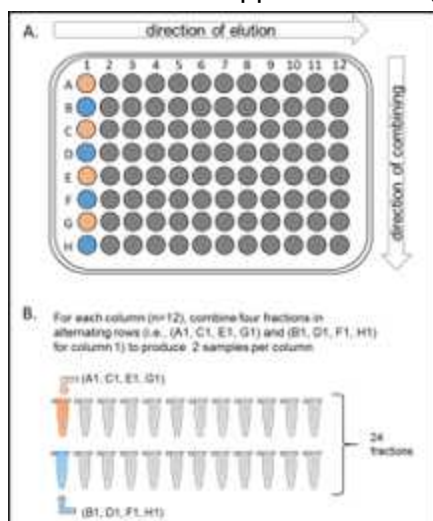 A.
direction of elution
1 2 3 4 5 6 7 8 9 10 11 12
A
B
C
D
E
F
G
H
direction of combining
B.
For each column (n=12), combine four fractions in
alternating rows (i.e., (A1, C1, E1, G1) and (B1, D1, F1, H1)
for column 1) to produce 2 samples per column
(A1, C1, E1, G1)
24
fractions
(B1, D1, F1, H1)